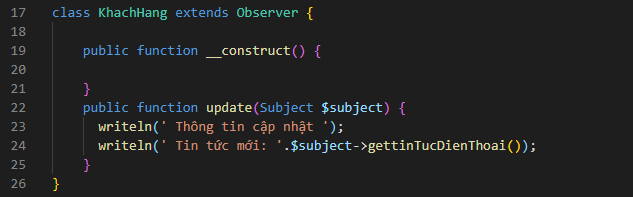 17 class KhachHang extends Observer {
18
19     public function __construct() {
20
21     }
22     public function update(Subject $subject) {
23       writeln(' Thông tin cập nhật ');
24       writeln(' Tin tức mới: '.$subject->gettinTucDienThoai());
25     }
26 }